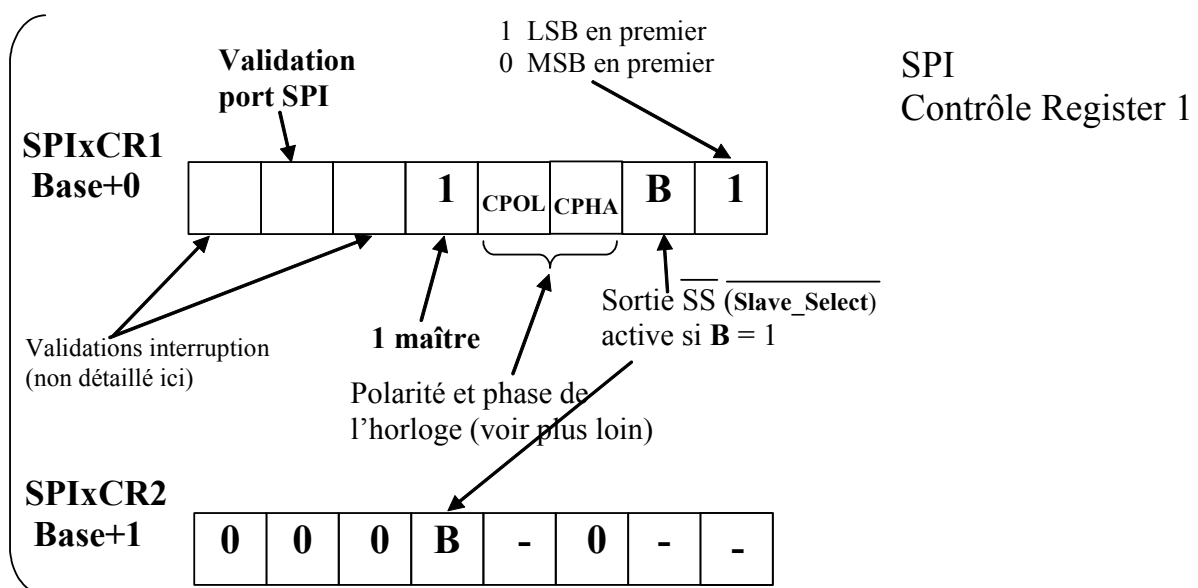 1 LSB en premier
0 MSB en premier
Validation
port SPI
SPI
Contrôle Register 1
SPIxCR1
Base+0
1 CPOL CPHA B 1
Validations interruption
(non détaillé ici)
1 maître
Sortie SS (Slave_Select)
active si B = 1
Polarité et phase de
l'horloge (voir plus loin)
SPIxCR2
Base+1
0 0 0 B - 0 - -